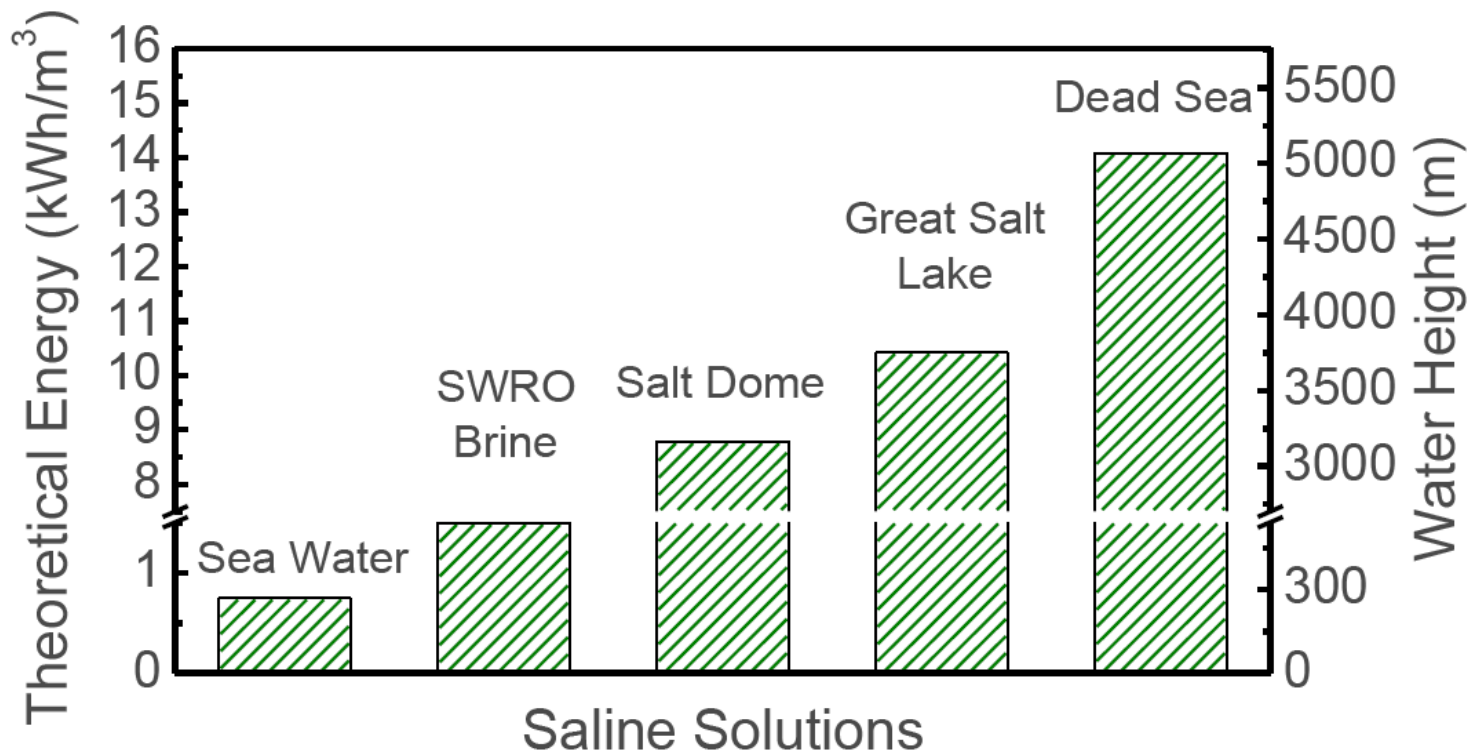 Theoretical Energy (kWh/m³)
16
15
14
13
12
11
10
9
8
1
0
Sea Water
SWRO
Brine
Salt Dome
Great Salt
Lake
Dead Sea
5500
5000
4500
4000
3500
3000
300
0
Water Height (m)
Saline Solutions